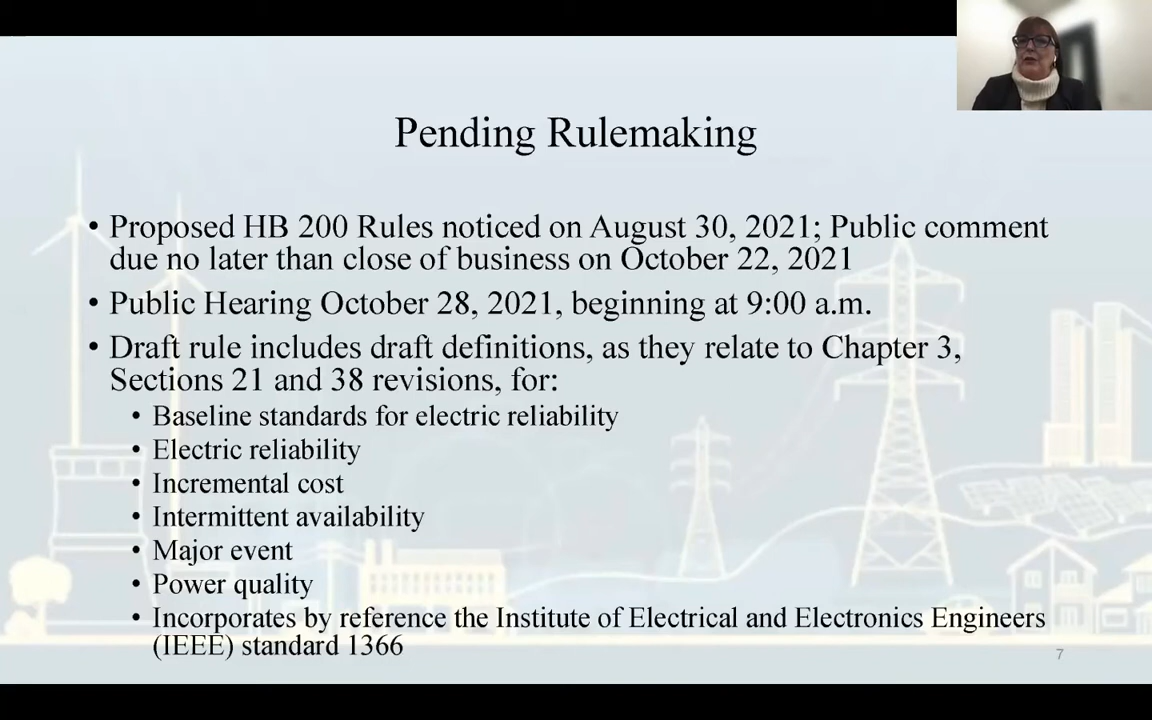 Pending Rulemaking
• Proposed HB 200 Rules noticed on August 30, 2021; Public comment
due no later than close of business on October 22, 2021
• Public Hearing October 28, 2021, beginning at 9:00 a.m.
• Draft rule includes draft definitions, as they relate to Chapter 3,
Sections 21 and 38 revisions, for:
• Baseline standards for electric reliability
• Electric reliability
• Incremental cost
• Intermittent availability
• Major event
• Power quality
• Incorporates by reference the Institute of Electrical and Electronics Engineers
(IEEE) standard 1366
7